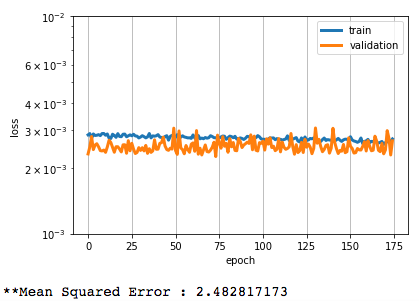 10⁻²
train
validation
6 × 10⁻³
4 × 10⁻³
3 × 10⁻³
2 × 10⁻³
10⁻³
loss
0 25 50 75 100 125 150 175
epoch
**Mean Squared Error : 2.482817173